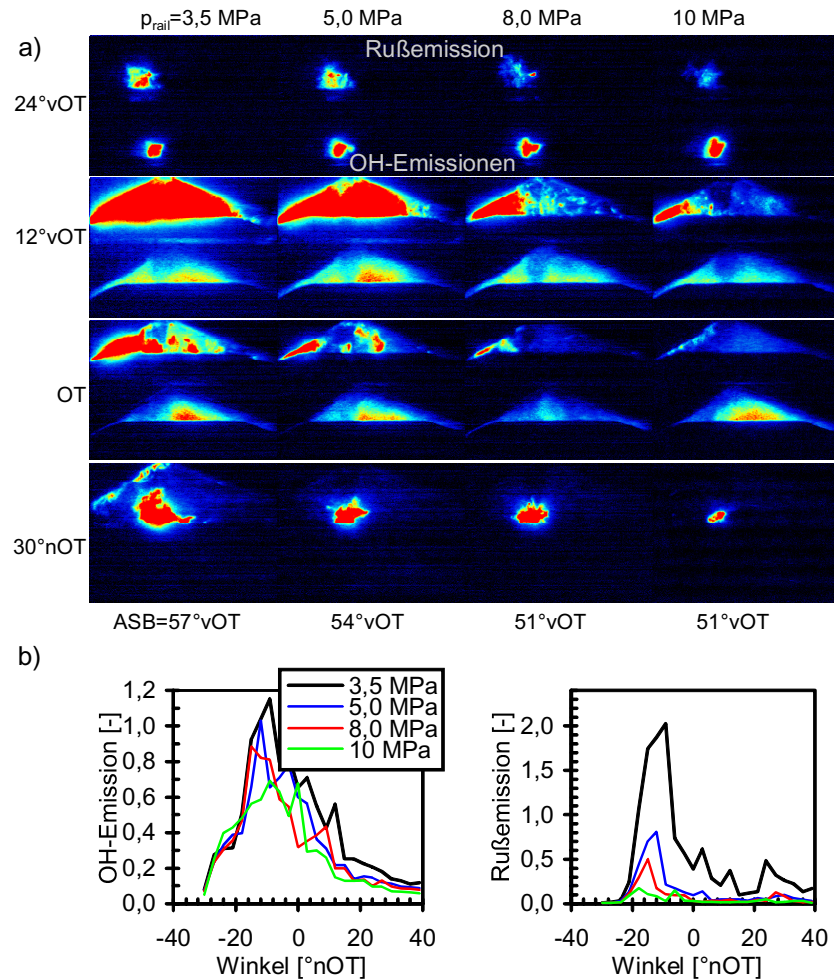 p_rail=3,5 MPa 5,0 MPa 8,0 MPa 10 MPa
a)
Rußemission
24°vOT
OH-Emissionen
12°vOT
OT
30°nOT
ASB=57°vOT 54°vOT 51°vOT 51°vOT
b)
OH-Emission [-]
1,2
1,0
0,8
0,6
0,4
0,2
0,0
-40 -20 0 20 40
Winkel [°nOT]
3,5 MPa
5,0 MPa
8,0 MPa
10 MPa
Rußemission [-]
2,0
1,5
1,0
0,5
0,0
-40 -20 0 20 40
Winkel [°nOT]